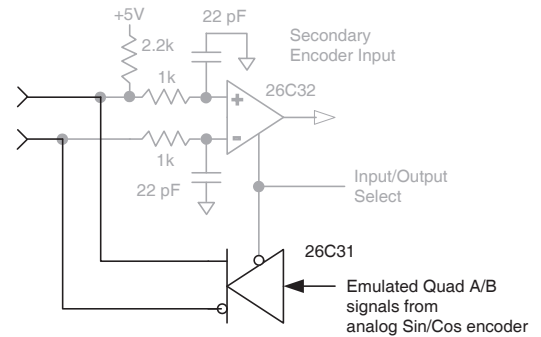 +5V
22 pF
2.2k
Secondary
Encoder Input
1k
26C32
+
-
1k
22 pF
Input/Output
Select
26C31
Emulated Quad A/B
signals from
analog Sin/Cos encoder